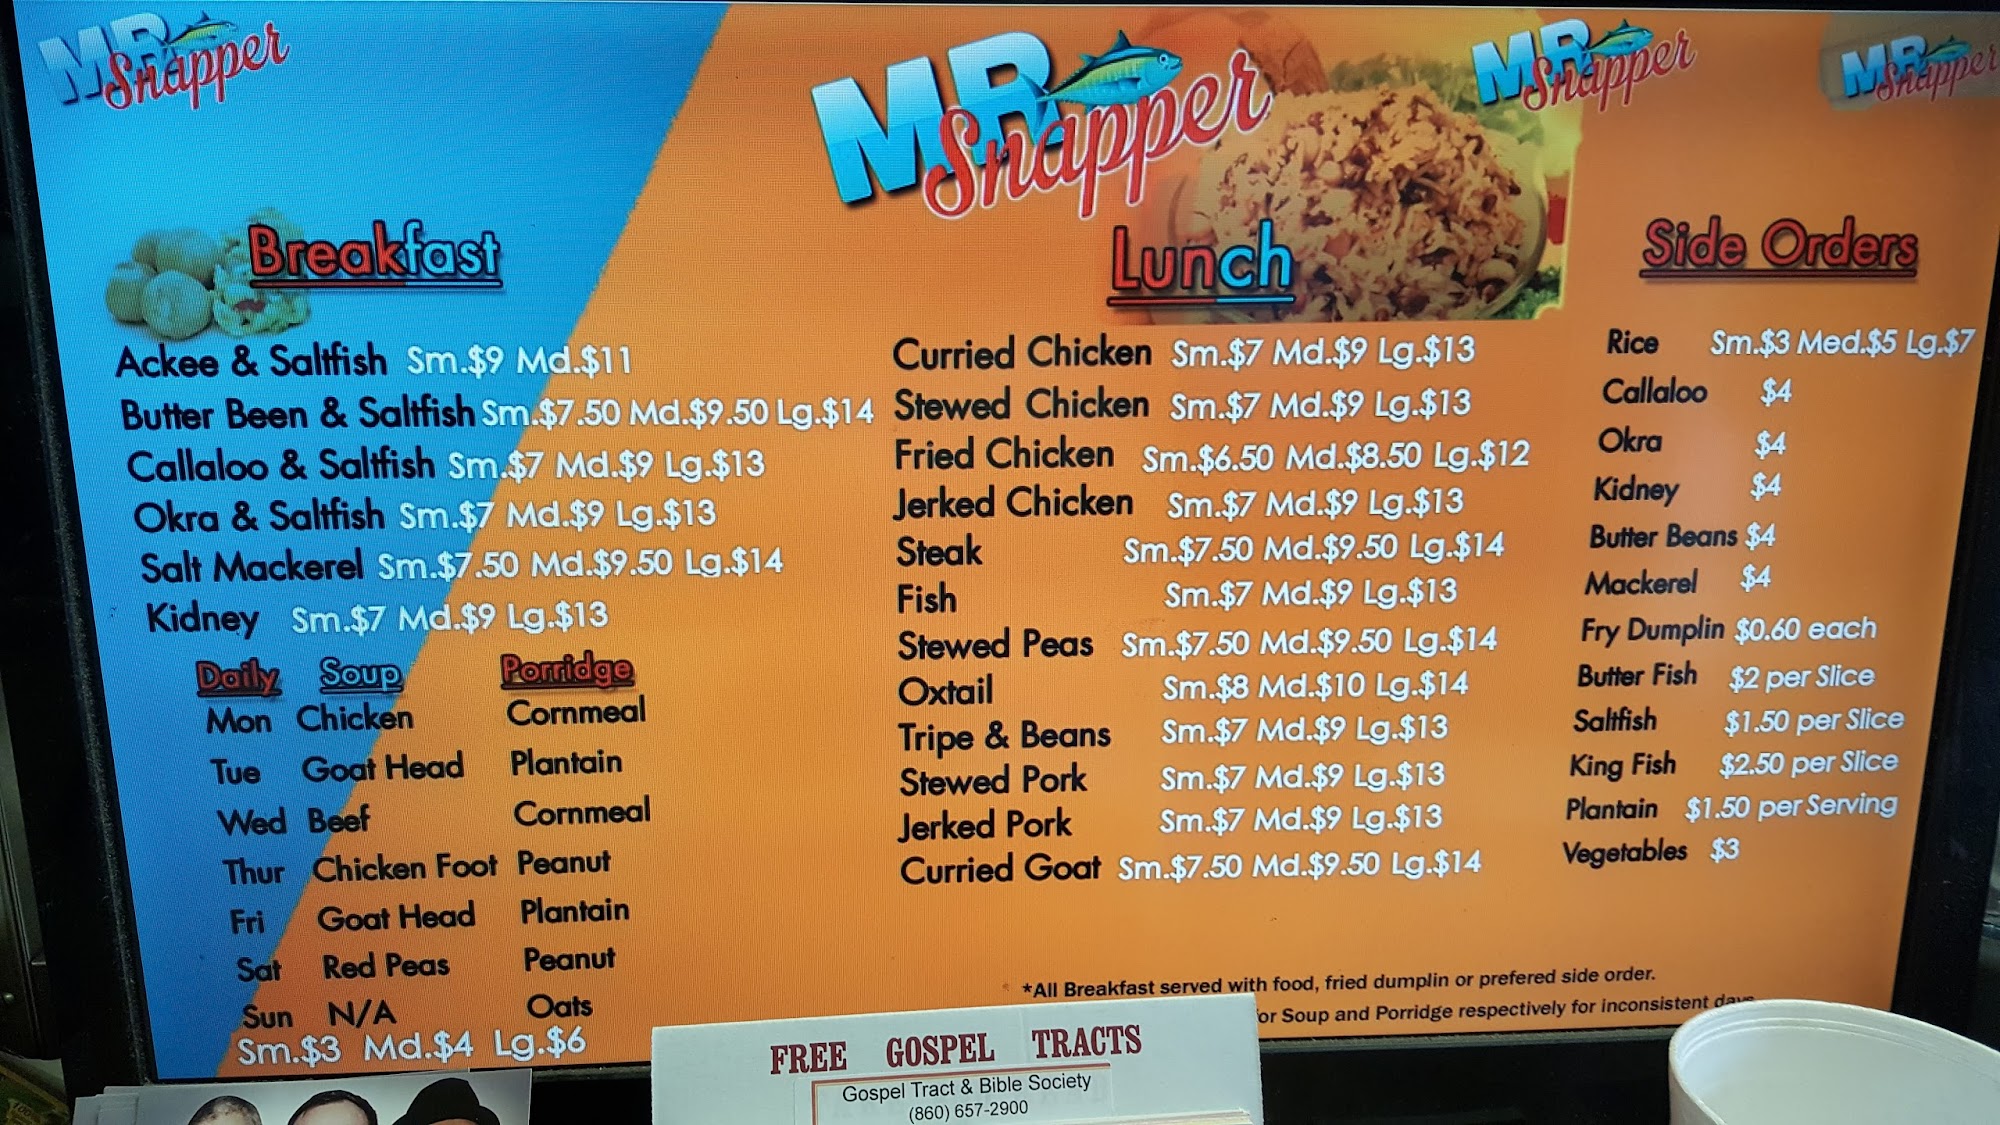 MR Snapper
MR Snapper
MR Snapper
MR Snapper
Breakfast
Ackee & Saltfish Sm.$9 Md.$11
Butter Been & Saltfish Sm.$7.50 Md.$9.50 Lg.$14
Callaloo & Saltfish Sm.$7 Md.$9 Lg.$13
Okra & Saltfish Sm.$7 Md.$9 Lg.$13
Salt Mackerel Sm.$7.50 Md.$9.50 Lg.$14
Kidney Sm.$7 Md.$9 Lg.$13
Daily Soup Porridge
Mon Chicken Cornmeal
Tue Goat Head Plantain
Wed Beef Cornmeal
Thur Chicken Foot Peanut
Fri Goat Head Plantain
Sat Red Peas Peanut
Sun N/A Oats
Sm.$3 Md.$4 Lg.$6
Lunch
Curried Chicken Sm.$7 Md.$9 Lg.$13
Stewed Chicken Sm.$7 Md.$9 Lg.$13
Fried Chicken Sm.$6.50 Md.$8.50 Lg.$12
Jerked Chicken Sm.$7 Md.$9 Lg.$13
Steak Sm.$7.50 Md.$9.50 Lg.$14
Fish Sm.$7 Md.$9 Lg.$13
Stewed Peas Sm.$7.50 Md.$9.50 Lg.$14
Oxtail Sm.$8 Md.$10 Lg.$14
Tripe & Beans Sm.$7 Md.$9 Lg.$13
Stewed Pork Sm.$7 Md.$9 Lg.$13
Jerked Pork Sm.$7 Md.$9 Lg.$13
Curried Goat Sm.$7.50 Md.$9.50 Lg.$14
Side Orders
Rice Sm.$3 Med.$5 Lg.$7
Callaloo $4
Okra $4
Kidney $4
Butter Beans $4
Mackerel $4
Fry Dumplin $0.60 each
Butter Fish $2 per Slice
Saltfish $1.50 per Slice
King Fish $2.50 per Slice
Plantain $1.50 per Serving
Vegetables $3
*All Breakfast served with food, fried dumplin or prefered side order.
or Soup and Porridge respectively for inconsistent days
FREE GOSPEL TRACTS
Gospel Tract & Bible Society
(860) 657-2900